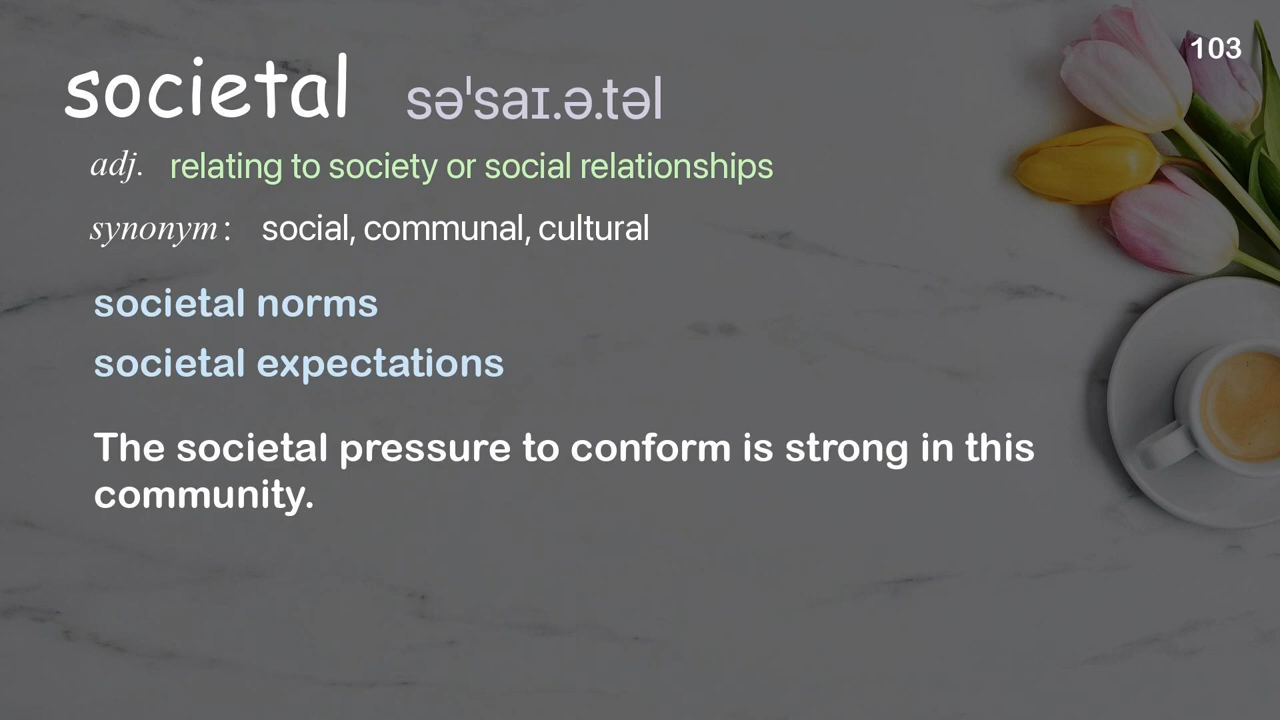 103
societal səˈsaɪ.ə.təl
adj. relating to society or social relationships
synonym: social, communal, cultural
societal norms
societal expectations
The societal pressure to conform is strong in this
community.